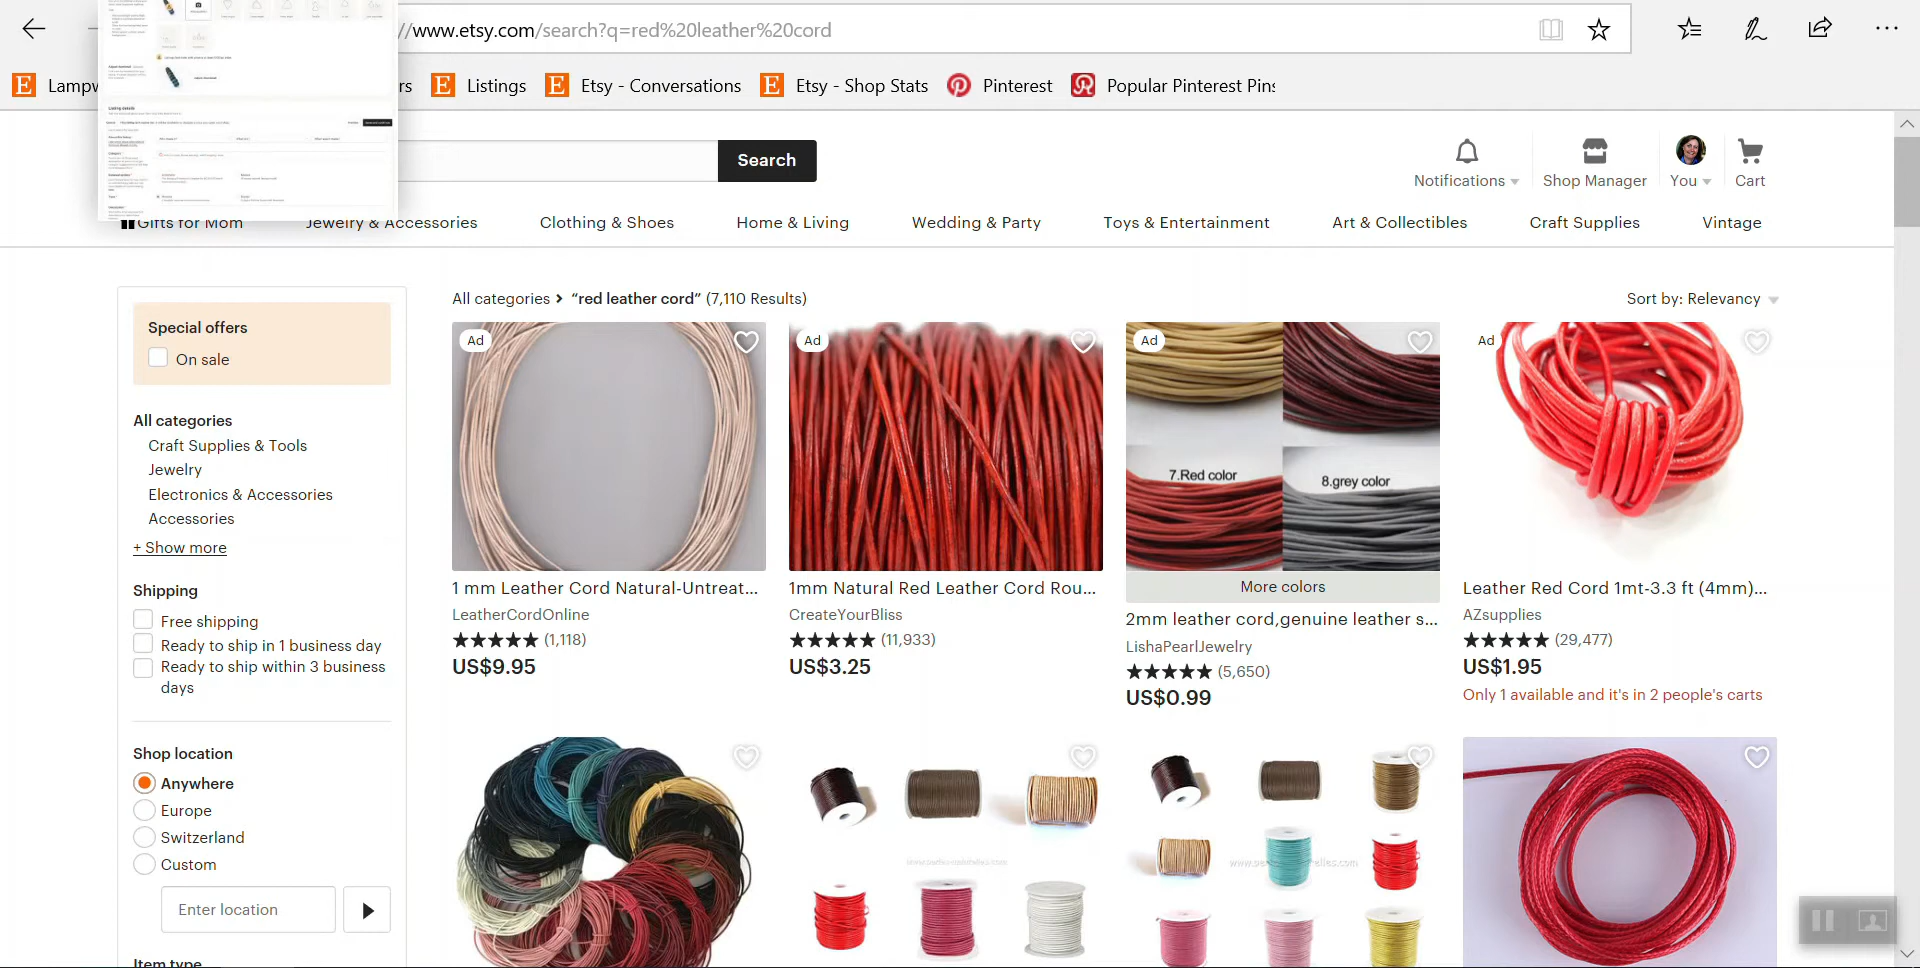 //www.etsy.com/search?q=red%20leather%20cord
Lampw
rs
Listings
Etsy - Conversations
Etsy - Shop Stats
Pinterest
Popular Pinterest Pins
Search
Notifications
Shop Manager
You
Cart
Gifts for Mom
Jewelry & Accessories
Clothing & Shoes
Home & Living
Wedding & Party
Toys & Entertainment
Art & Collectibles
Craft Supplies
Vintage
Special offers
On sale
All categories
Craft Supplies & Tools
Jewelry
Electronics & Accessories
Accessories
+ Show more
Shipping
Free shipping
Ready to ship in 1 business day
Ready to ship within 3 business
days
Shop location
Anywhere
Europe
Switzerland
Custom
Enter location
Item type
All categories > “red leather cord” (7,110 Results)
Sort by: Relevancy
Ad
1 mm Leather Cord Natural-Untreat...
LeatherCordOnline
(1,118)
US$9.95
Ad
1mm Natural Red Leather Cord Rou...
CreateYourBliss
(11,933)
US$3.25
Ad
7.Red color
8.grey color
More colors
2mm leather cord,genuine leather s...
LishaPearlJewelry
(5,650)
US$0.99
Ad
Leather Red Cord 1mt-3.3 ft (4mm)...
AZsupplies
(29,477)
US$1.95
Only 1 available and it's in 2 people's carts